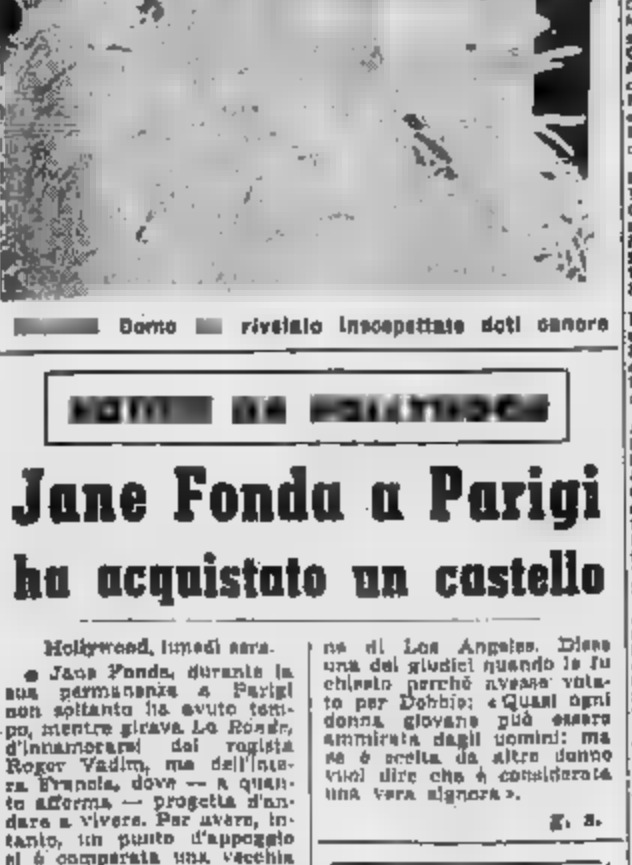 rivelato insospettate doti canore
Jane Fonda a Parigi
ha acquistato un castello
Hollywood, lunedì sera.
Jane Fonda, durante la
sua permanenza a Parigi
non soltanto ha avuto tem-
po, mentre girava La Ronde,
d'innamorarsi del regista
Roger Vadim, ma dell'inte-
ra Francia, dove — a quan-
to afferma — progetta d'an-
dare a vivere. Per avere, in-
tanto, un punto d'appoggio
si è comperata una vecchia
ne di Los Angeles. Disse
una dei giudici quando le fu
chiesto perché avesse vota-
to per Debbie: «Quasi ogni
donna giovane può essere
ammirata dagli uomini: ma
se è scelta da altre donne
vuol dire che è considerata
una vera signora».